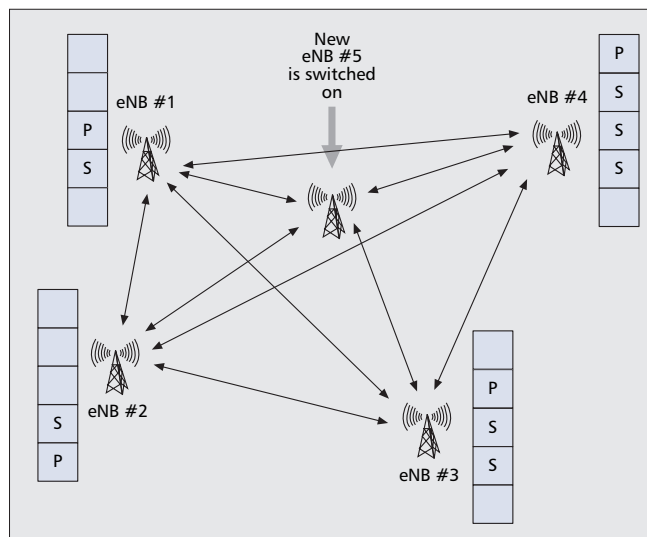 New
eNB #5
is switched
on
eNB #1
P
S
eNB #4
P
S
S
S
eNB #2
S
P
eNB #3
P
S
S